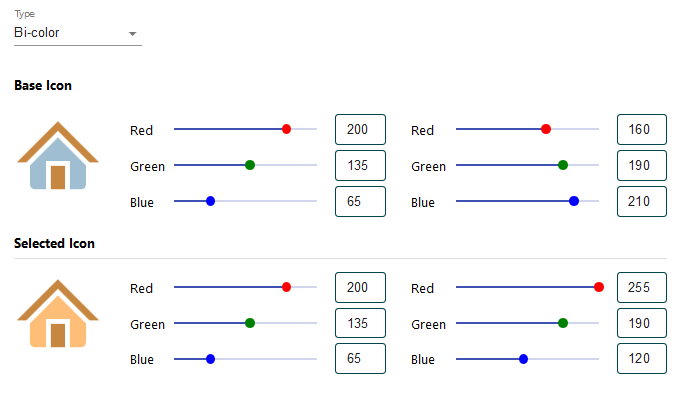 Type
Bi-color
Base Icon
Red 200 Red 160
Green 135 Green 190
Blue 65 Blue 210
Selected Icon
Red 200 Red 255
Green 135 Green 190
Blue 65 Blue 120